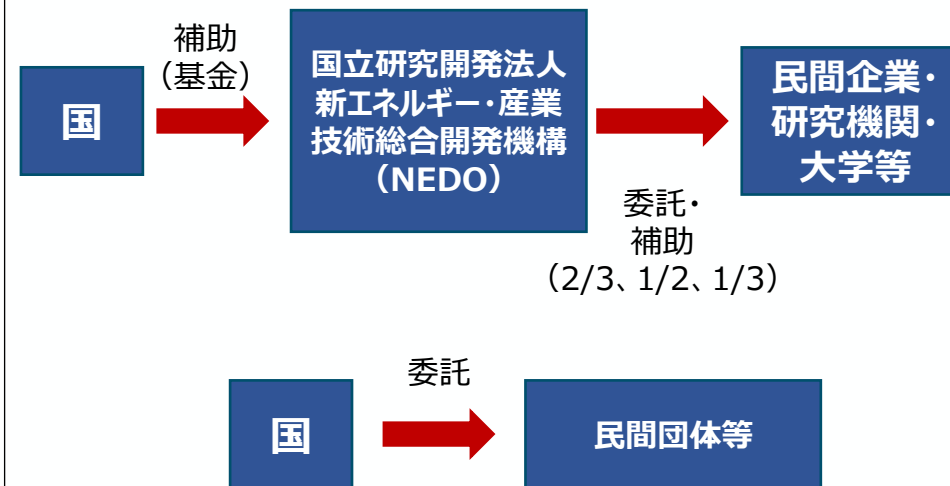 補助
（基金）
国
国立研究開発法人
新エネルギー・産業
技術総合開発機構
（NEDO）
民間企業・
研究機関・
大学等
委託・
補助
（2/3、1/2、1/3）
委託
国
民間団体等